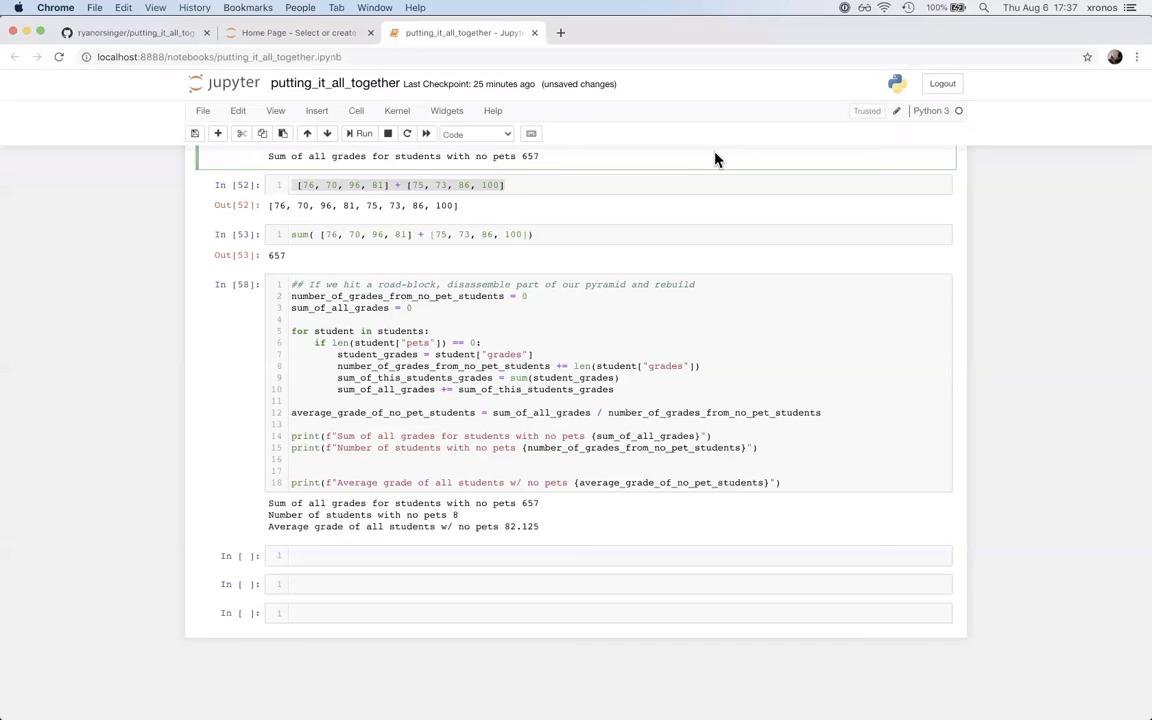 Chrome File Edit View History Bookmarks People Tab Window Help 100% Thu Aug 6 17:37 xronos
ryanorsinger/putting_it_all_tog × Home Page - Select or create × putting_it_all_together - Jupyt × +
localhost:8888/notebooks/putting_it_all_together.ipynb
jupyter putting_it_all_together Last Checkpoint: 25 minutes ago (unsaved changes) Logout
File Edit View Insert Cell Kernel Widgets Help Trusted Python 3
Run Code
Sum of all grades for students with no pets 657
In [52]: 1 [76, 70, 96, 81] + [75, 73, 86, 100]
Out[52]: [76, 70, 96, 81, 75, 73, 86, 100]
In [53]: 1 sum( [76, 70, 96, 81] + [75, 73, 86, 100])
Out[53]: 657
In [58]: 1 ## If we hit a road-block, disassemble part of our pyramid and rebuild
2 number_of_grades_from_no_pet_students = 0
3 sum_of_all_grades = 0
4
5 for student in students:
6 if len(student["pets"]) == 0:
7 student_grades = student["grades"]
8 number_of_grades_from_no_pet_students += len(student["grades"])
9 sum_of_this_students_grades = sum(student_grades)
10 sum_of_all_grades += sum_of_this_students_grades
11
12 average_grade_of_no_pet_students = sum_of_all_grades / number_of_grades_from_no_pet_students
13
14 print(f"Sum of all grades for students with no pets {sum_of_all_grades}")
15 print(f"Number of students with no pets {number_of_grades_from_no_pet_students}")
16
17
18 print(f"Average grade of all students w/ no pets {average_grade_of_no_pet_students}")
Sum of all grades for students with no pets 657
Number of students with no pets 8
Average grade of all students w/ no pets 82.125
In [ ]: 1
In [ ]: 1
In [ ]: 1